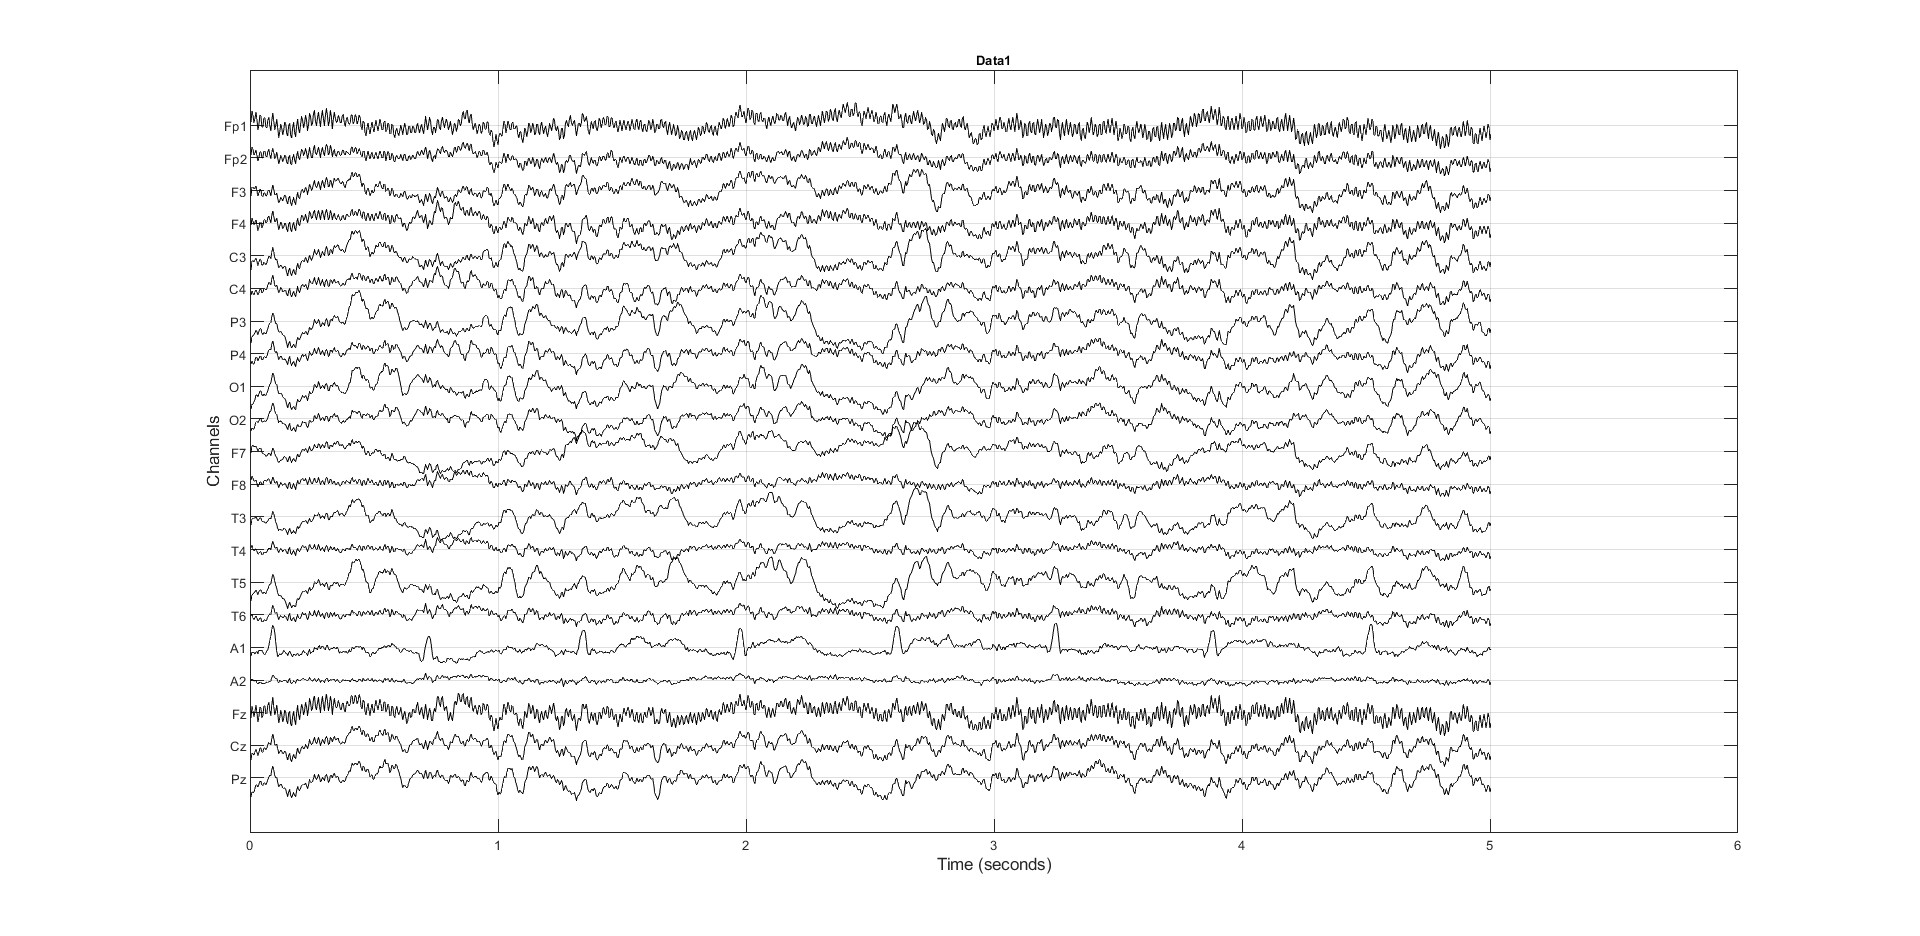 Data1
Channels
Fp1
Fp2
F3
F4
C3
C4
P3
P4
O1
O2
F7
F8
T3
T4
T5
T6
A1
A2
Fz
Cz
Pz
0 1 2 3 4 5 6
Time (seconds)